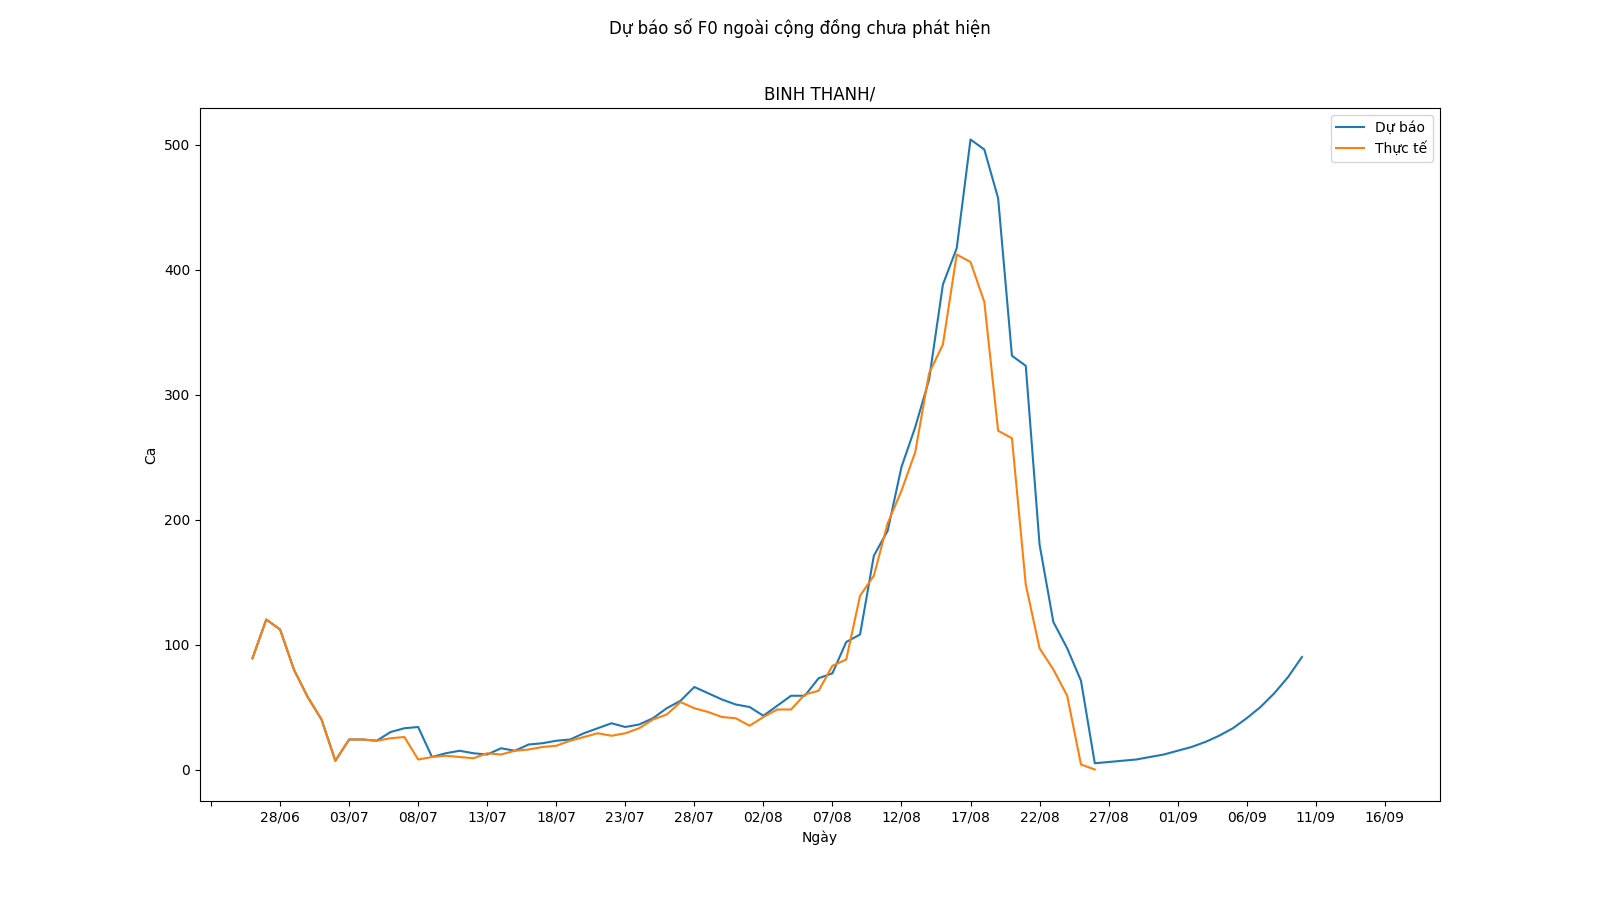 Dự báo số F0 ngoài cộng đồng chưa phát hiện
BINH THANH/
Dự báo
Thực tế
500
400
300
200
100
0
Ca
28/06 03/07 08/07 13/07 18/07 23/07 28/07 02/08 07/08 12/08 17/08 22/08 27/08 01/09 06/09 11/09 16/09
Ngày